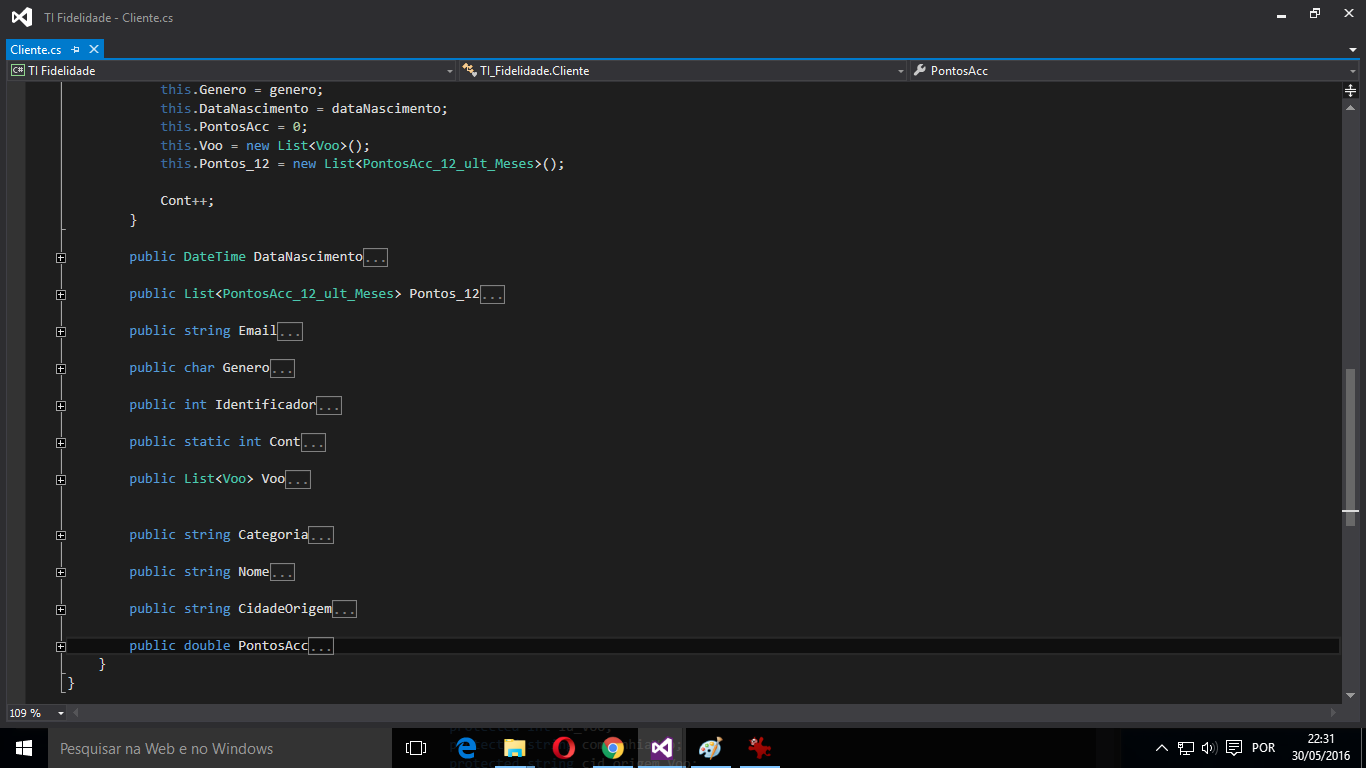 TI Fidelidade - Cliente.cs
Cliente.cs
TI Fidelidade
TI_Fidelidade.Cliente
PontosAcc
this.Genero = genero;
this.DataNascimento = dataNascimento;
this.PontosAcc = 0;
this.Voo = new List<Voo>();
this.Pontos_12 = new List<PontosAcc_12_ult_Meses>();
Cont++;
}
public DateTime DataNascimento...
public List<PontosAcc_12_ult_Meses> Pontos_12...
public string Email...
public char Genero...
public int Identificador...
public static int Cont...
public List<Voo> Voo...
public string Categoria...
public string Nome...
public string CidadeOrigem...
public double PontosAcc...
}
}
109 %
Pesquisar na Web e no Windows
POR
22:31
30/05/2016